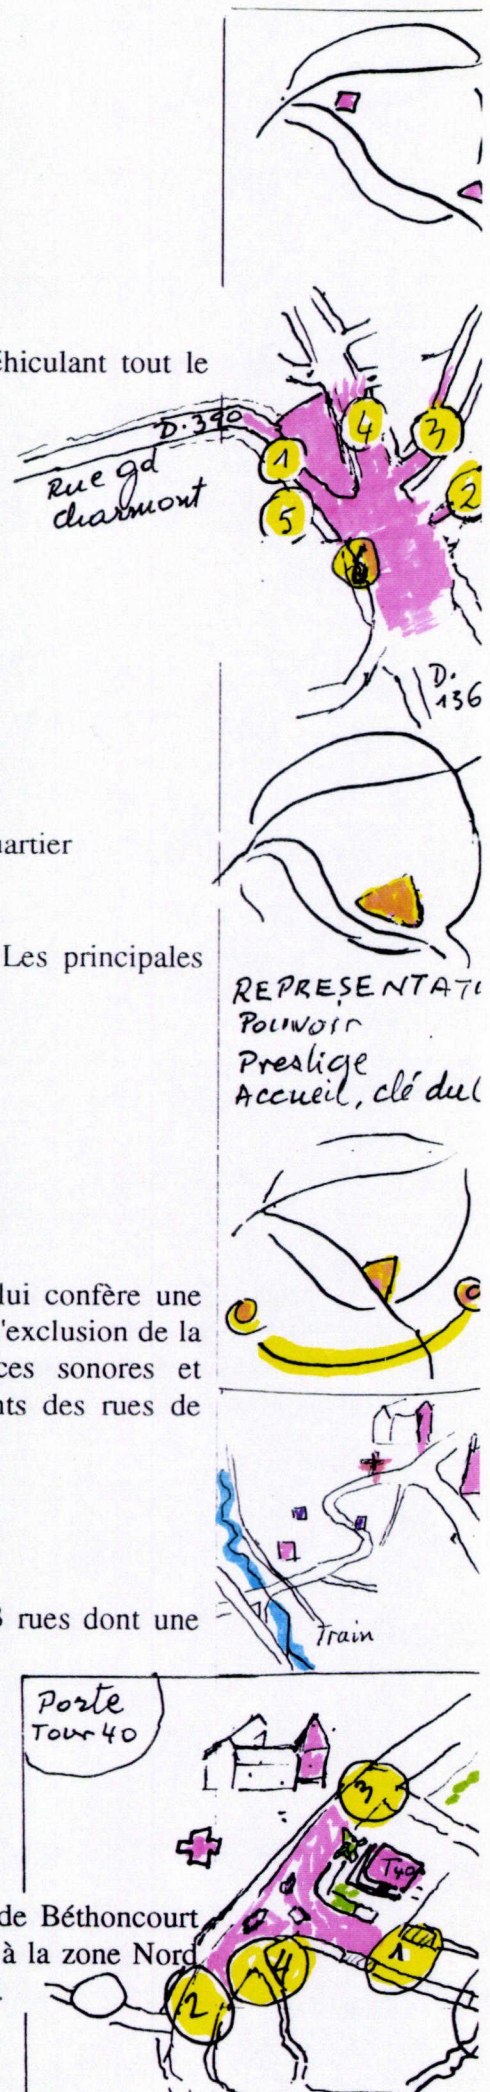 éhiculant tout le
D.390
Rue gd
charmont
1
4
3
2
5
D.
136
uartier
Les principales
REPRESENTATI
Pouvoir
Prestige
Accueil, clé du
lui confère une
l'exclusion de la
ces sonores et
nts des rues de
rues dont une
Train
Porte
Tour 40
3
T40
de Béthoncourt
à la zone Nord
1
4
2